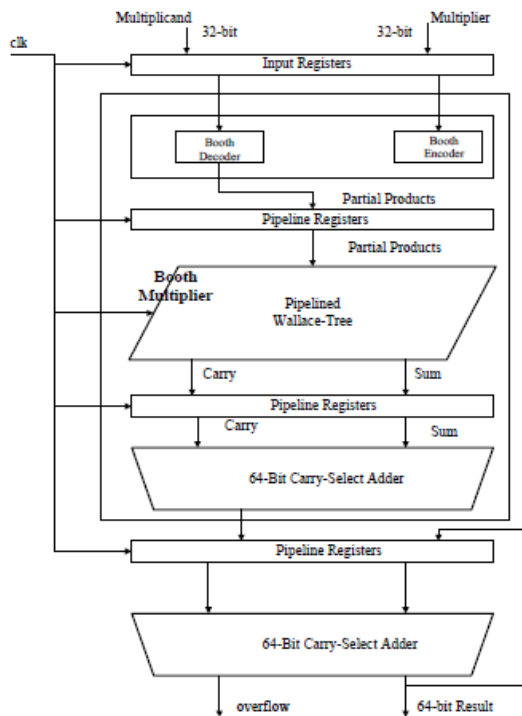 Multiplicand
Multiplier
clk
32-bit
32-bit
Input Registers
Booth
Decoder
Booth
Encoder
Partial Products
Pipeline Registers
Partial Products
Booth
Multiplier
Pipelined
Wallace-Tree
Carry
Sum
Pipeline Registers
Carry
Sum
64-Bit Carry-Select Adder
Pipeline Registers
64-Bit Carry-Select Adder
overflow
64-bit Result